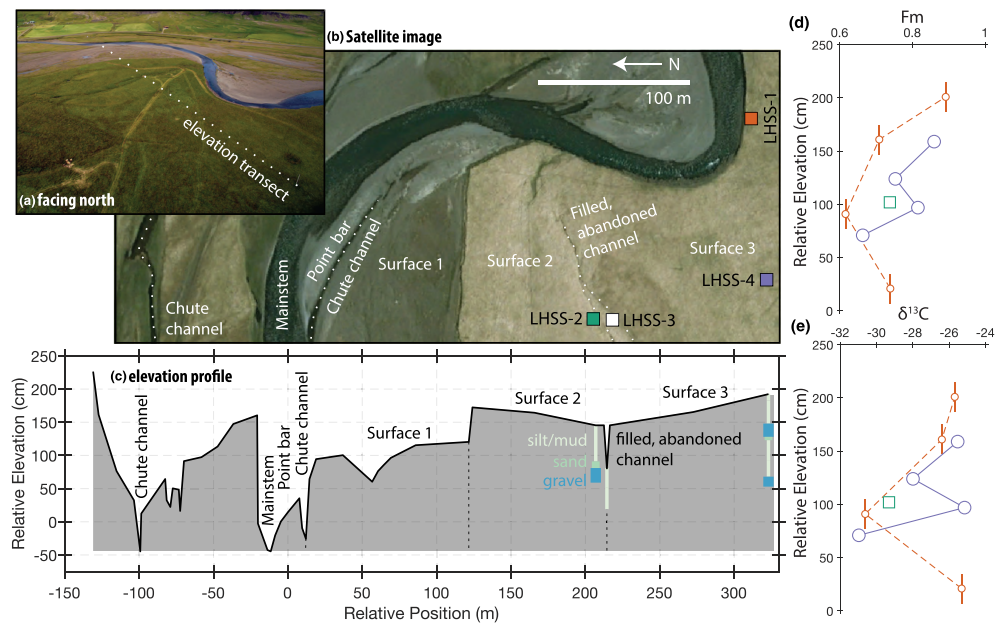 (b) Satellite image
N
100 m
LHSS-1
elevation transect
(a) facing north
Filled,
abandoned
channel
Point bar
Mainstem
Chute channel
Surface 1
Surface 2
Surface 3
LHSS-4
Chute
channel
LHSS-2
LHSS-3
(c) elevation profile
Relative Elevation (cm)
250
200
150
100
50
0
-50
Chute channel
Mainstem
Point bar
Chute channel
Surface 1
Surface 2
Surface 3
silt/mud
sand
gravel
filled, abandoned
channel
-150
-100
-50
0
50
100
150
200
250
300
Relative Position (m)
(d)
Fm
0.6
0.8
1
Relative Elevation (cm)
250
200
150
100
50
0
(e)
δ¹³C
-32
-30
-28
-26
-24
Relative Elevation (cm)
250
200
150
100
50
0